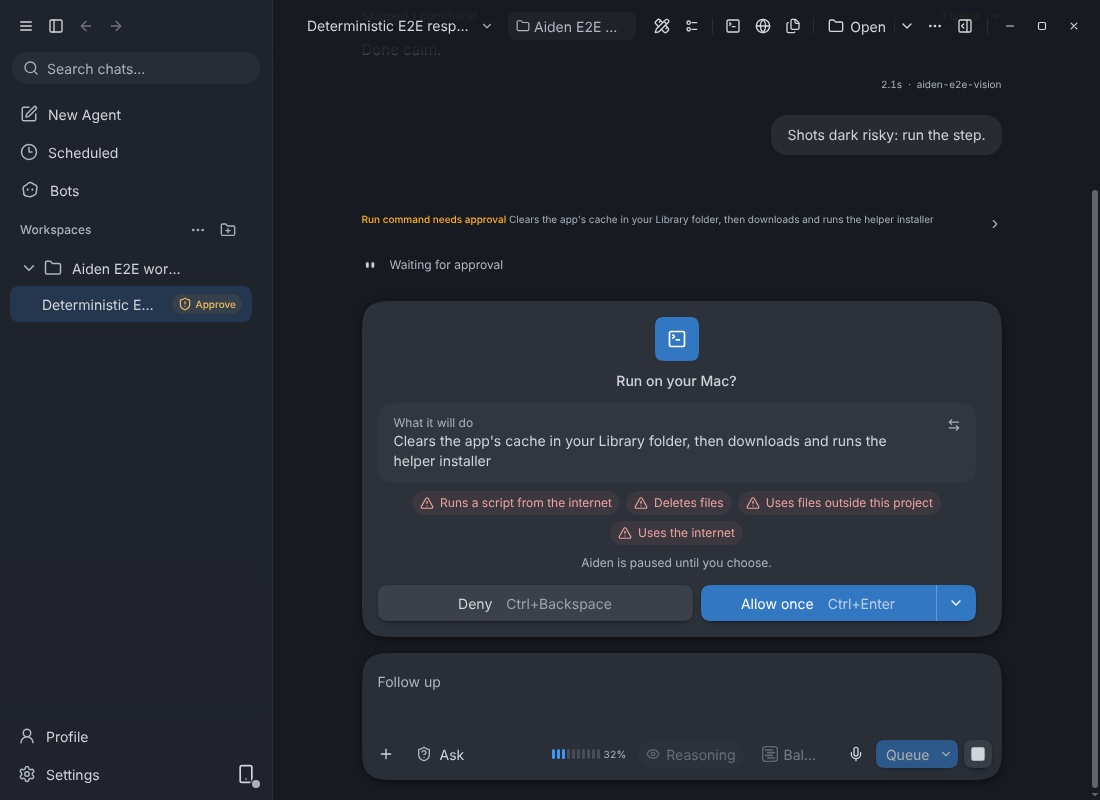 Deterministic E2E resp...
Aiden E2E ...
Open
Search chats...
Done calm.
2.1s · aiden-e2e-vision
New Agent
Shots dark risky: run the step.
Scheduled
Bots
Workspaces
Run command needs approval Clears the app's cache in your Library folder, then downloads and runs the helper installer
Aiden E2E wor...
Waiting for approval
Deterministic E...
Approve
Run on your Mac?
What it will do
Clears the app's cache in your Library folder, then downloads and runs the
helper installer
Runs a script from the internet
Deletes files
Uses files outside this project
Uses the internet
Aiden is paused until you choose.
Deny Ctrl+Backspace
Allow once Ctrl+Enter
Follow up
Ask
32%
Reasoning
Bal...
Queue
Profile
Settings